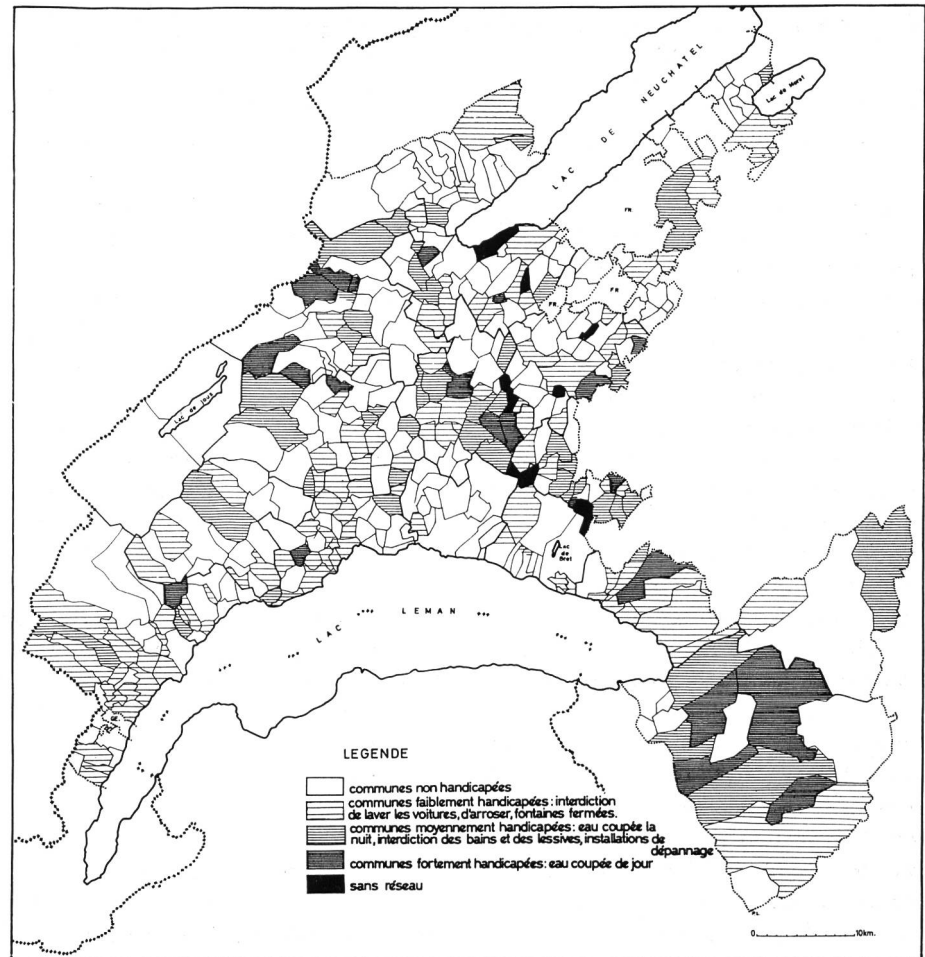 LAC DE NEUCHATEL
Lac de Morat
FR.
FR.
FR.
Lac de Joux
Lac de Bret
LAC LEMAN
LEGENDE
communes non handicapées
communes faiblement handicapées: interdiction
de laver les voitures, d'arroser, fontaines fermées.
communes moyennement handicapées: eau coupée la
nuit, interdiction des bains et des lessives, installations de
dépannage
communes fortement handicapées: eau coupée de jour
sans réseau
0 10km.